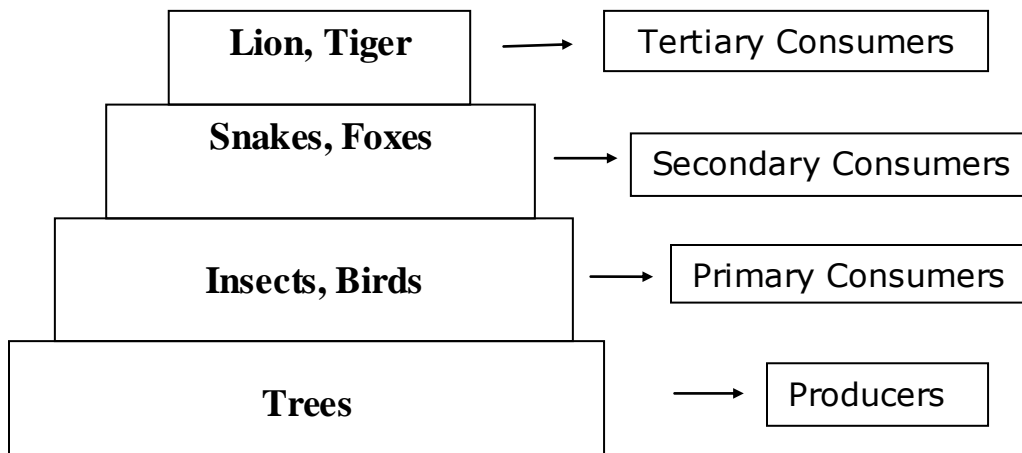 Lion, Tiger
Tertiary Consumers
Snakes, Foxes
Secondary Consumers
Insects, Birds
Primary Consumers
Trees
Producers